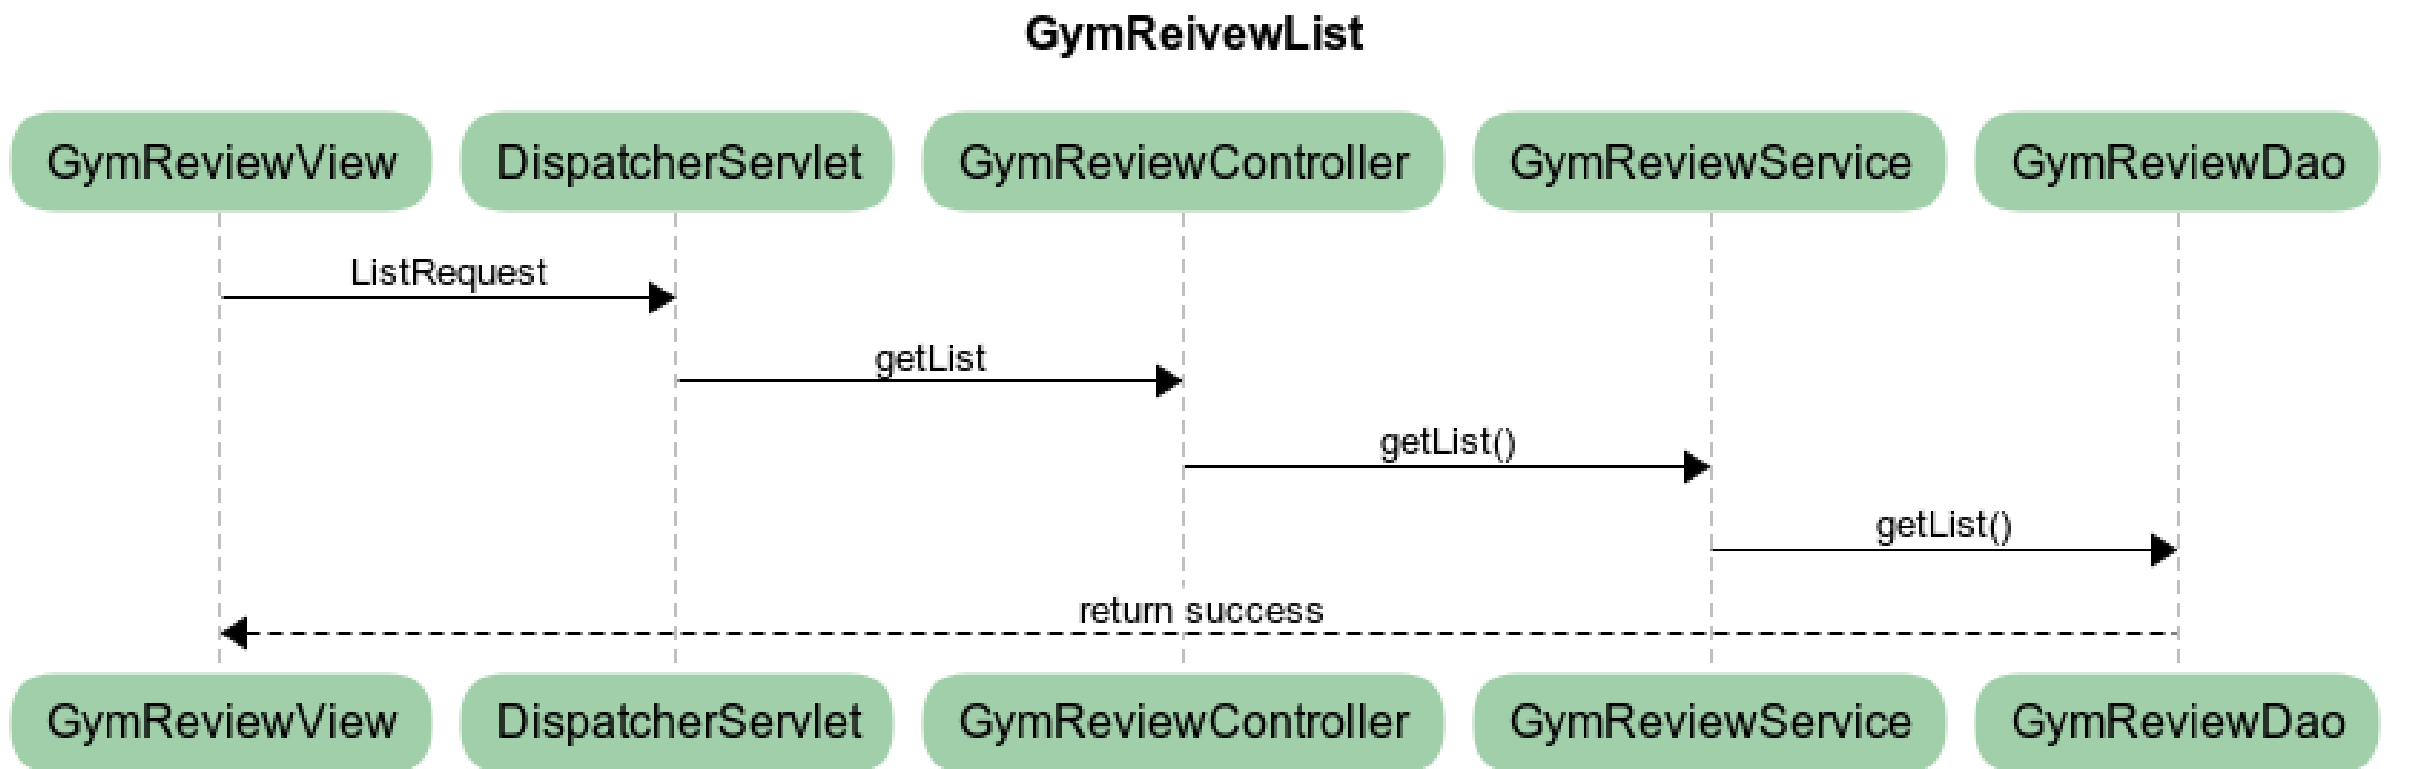 GymReivewList
GymReviewView DispatcherServlet GymReviewController GymReviewService GymReviewDao
ListRequest
getList
getList()
getList()
return success
GymReviewView DispatcherServlet GymReviewController GymReviewService GymReviewDao